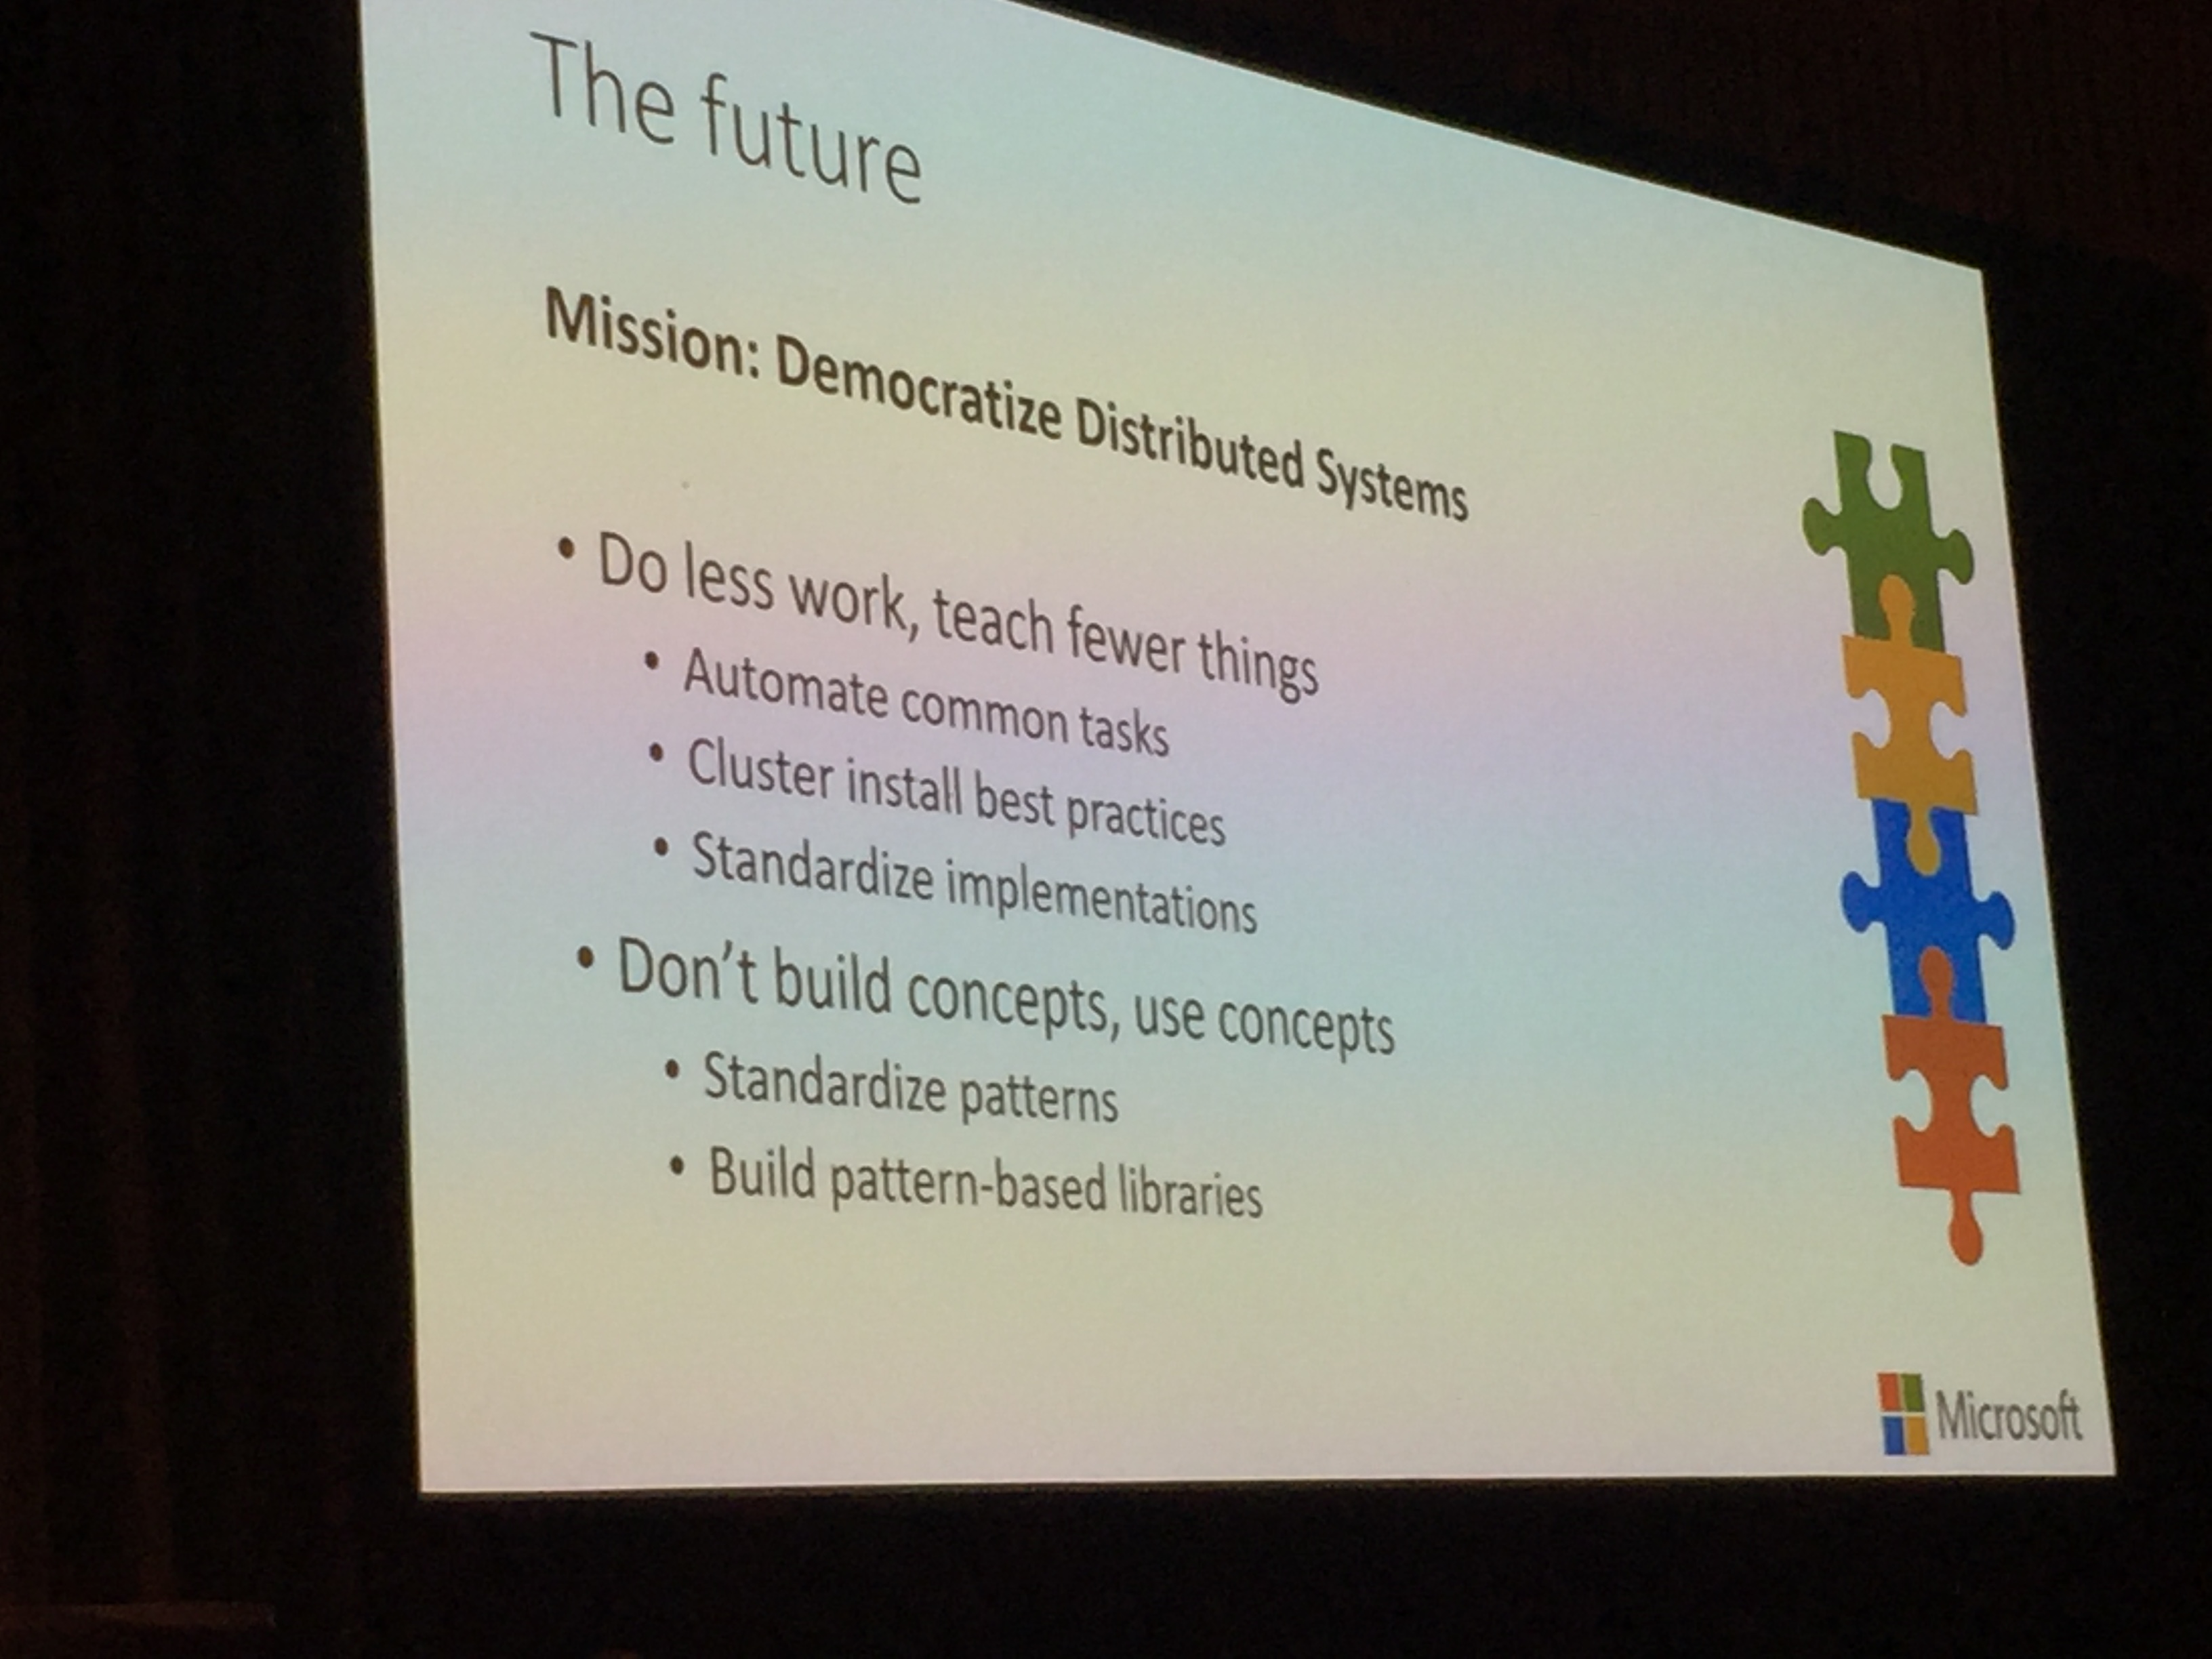 The future
Mission: Democratize Distributed Systems
• Do less work, teach fewer things
• Automate common tasks
• Cluster install best practices
• Standardize implementations
• Don’t build concepts, use concepts
• Standardize patterns
• Build pattern-based libraries
Microsoft